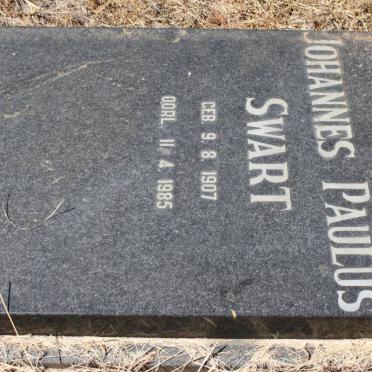 JOHANNES PAULUS
SWART
GEB. 9. 8. 1907
OORL. 11. 4. 1985